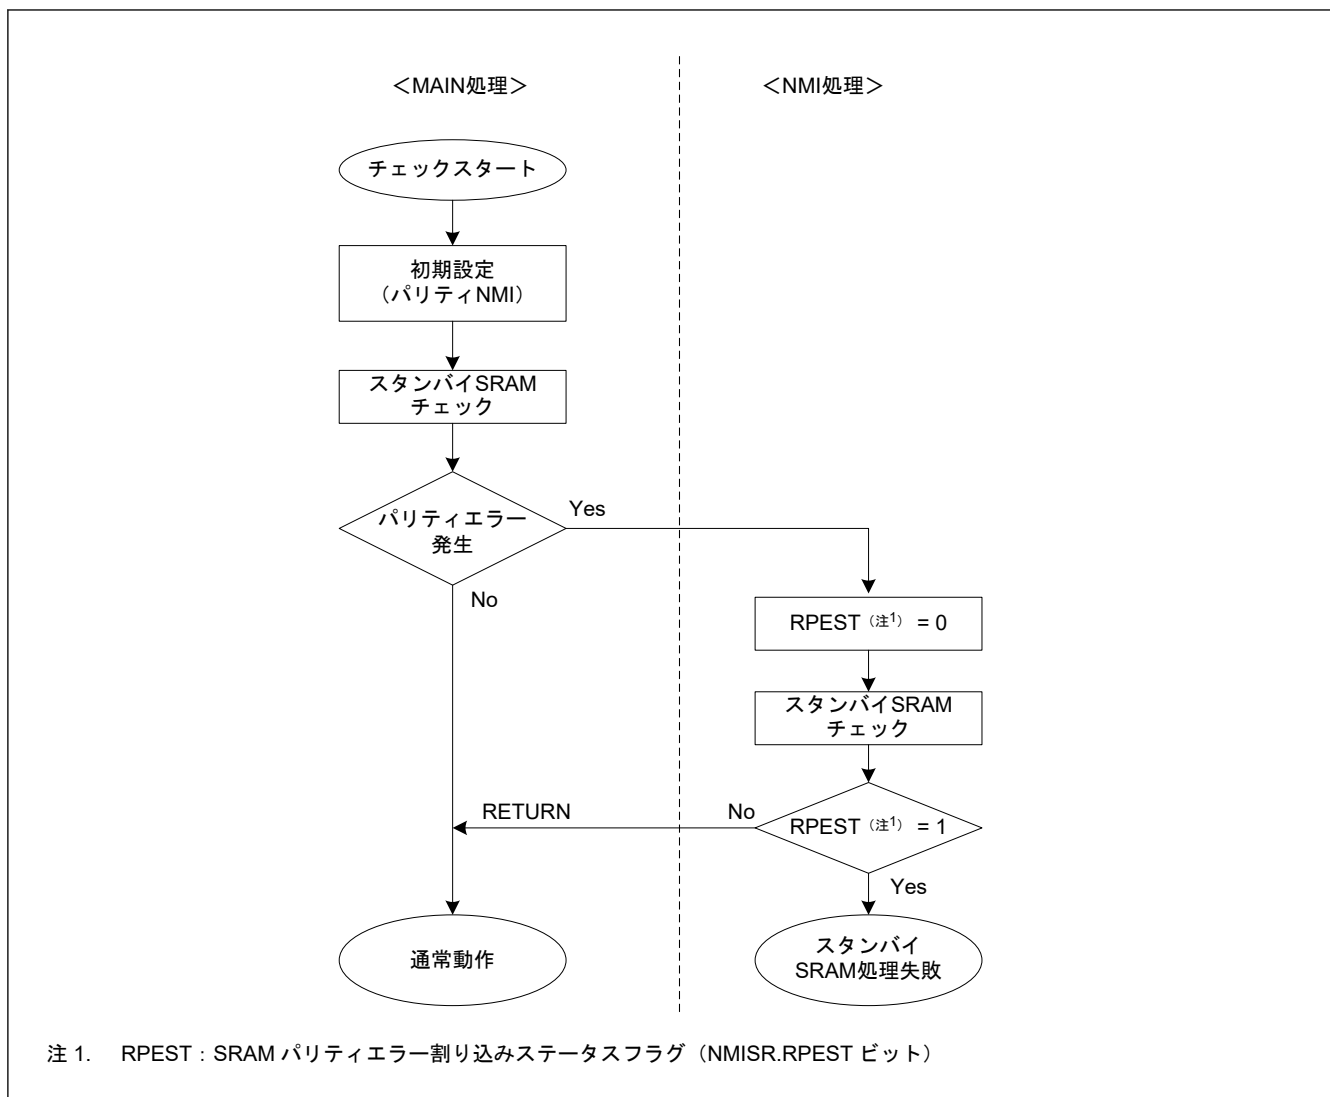 ＜MAIN処理＞
＜NMI処理＞
チェックスタート
初期設定
（パリティNMI）
スタンバイSRAM
チェック
パリティエラー
発生
Yes
No
RPEST（注1） = 0
スタンバイSRAM
チェック
RPEST（注1） = 1
No
RETURN
Yes
通常動作
スタンバイ
SRAM処理失敗
注 1. RPEST：SRAM パリティエラー割り込みステータスフラグ（NMISR.RPEST ビット）